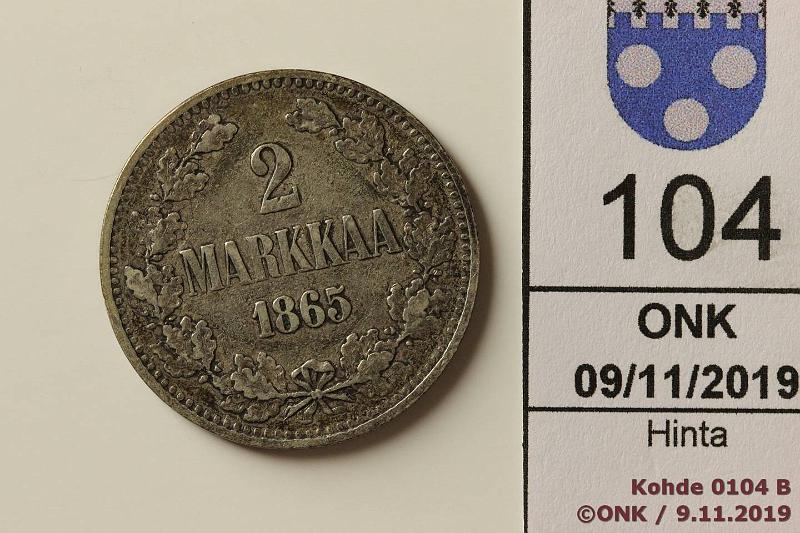 2
MARKKAA
1865
104
ONK
09/11/2019
Hinta
Kohde 0104 B
©ONK / 9.11.2019